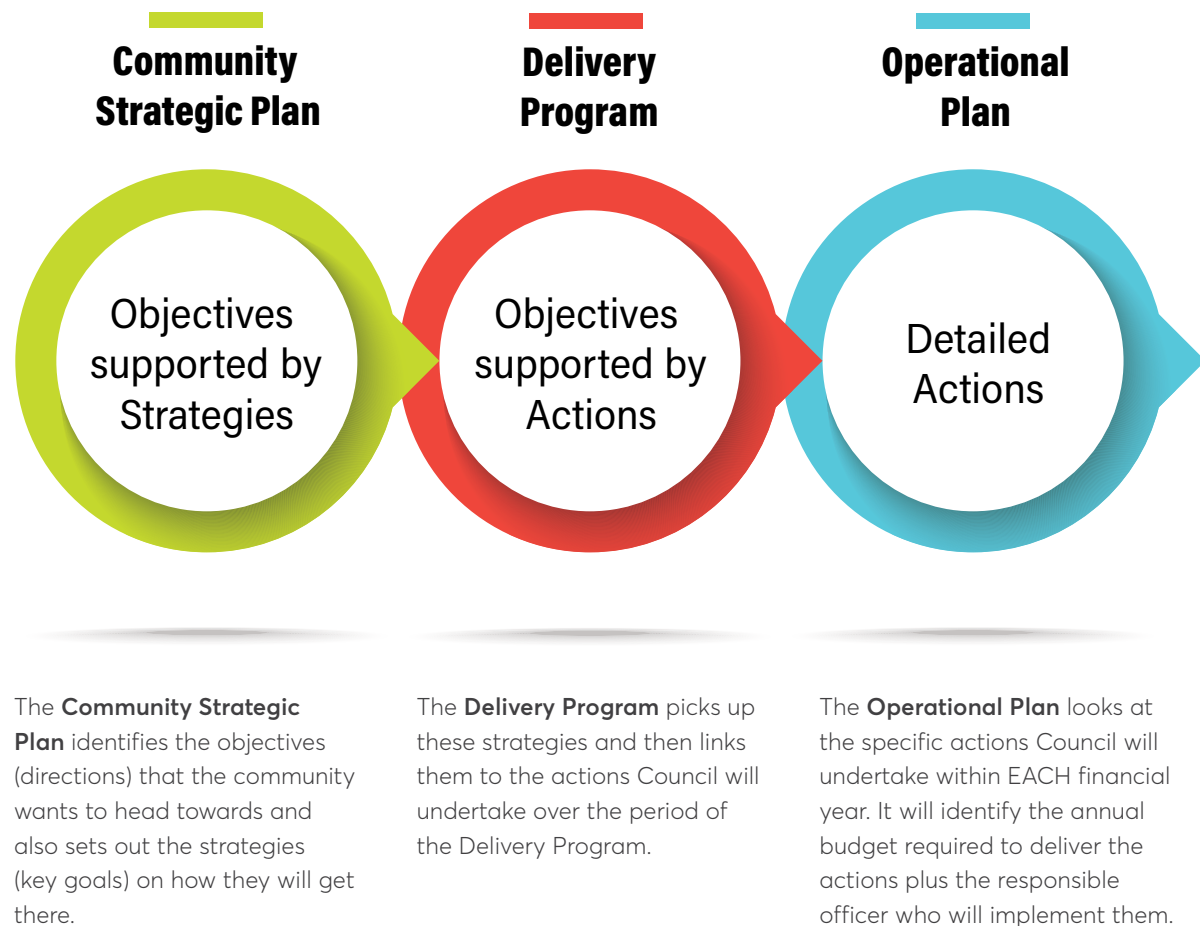 Community
Strategic Plan
Delivery
Program
Operational
Plan
Objectives
supported by
Strategies
Objectives
supported by
Actions
Detailed
Actions
The Community Strategic
Plan identifies the objectives
(directions) that the community
wants to head towards and
also sets out the strategies
(key goals) on how they will get
there.
The Delivery Program picks up
these strategies and then links
them to the actions Council will
undertake over the period of
the Delivery Program.
The Operational Plan looks at
the specific actions Council will
undertake within EACH financial
year. It will identify the annual
budget required to deliver the
actions plus the responsible
officer who will implement them.